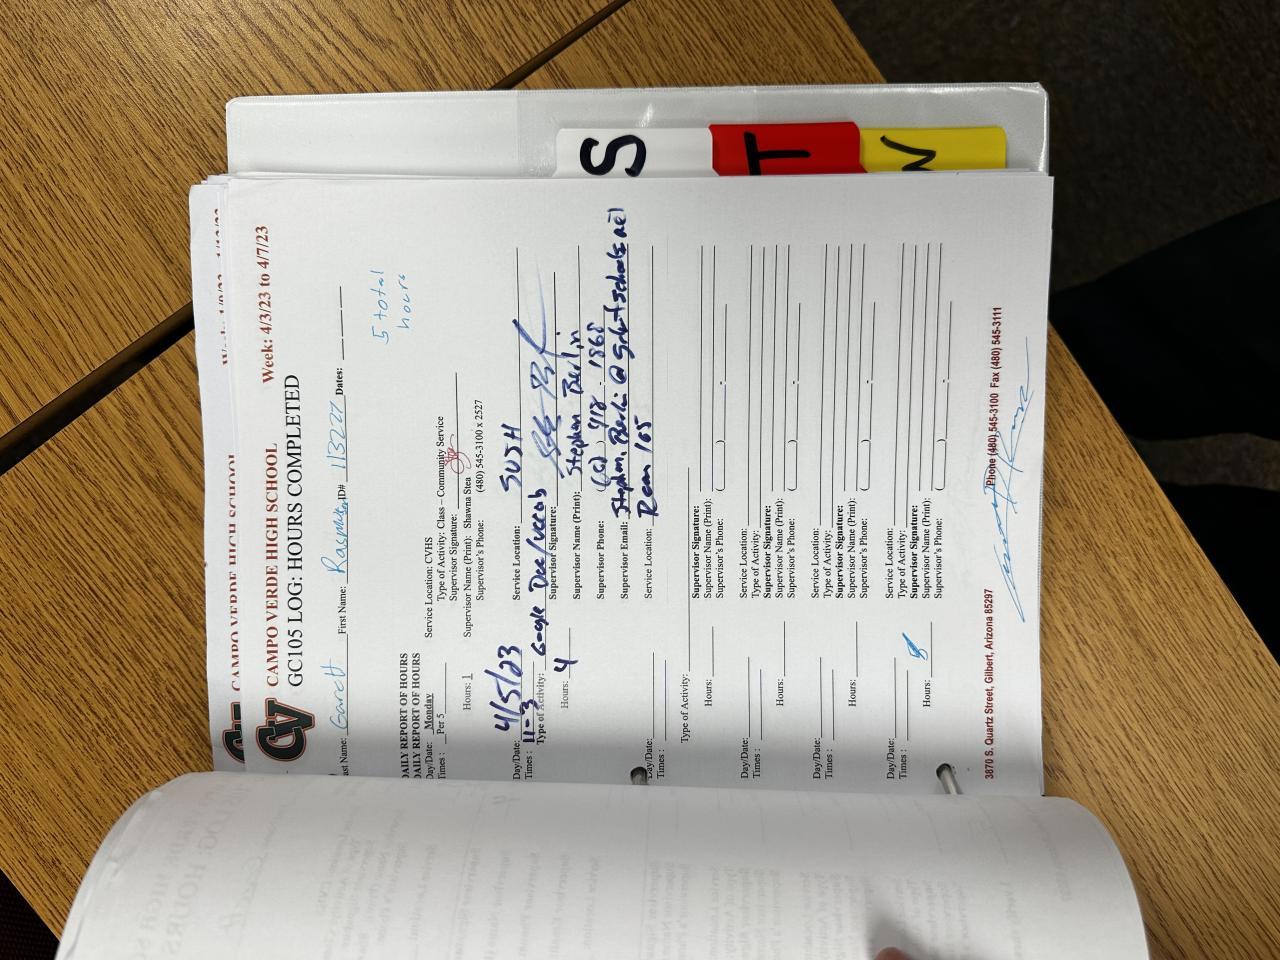 S
T
W
CAMPO VERDE HIGH SCHOOL
CV
CAMPO VERDE HIGH SCHOOL Week: 4/3/23 to 4/7/23
GC105 LOG: HOURS COMPLETED
Last Name: Garett First Name: ID# 113227 Dates:
5 total
hours
DAILY REPORT OF HOURS
DAILY REPORT OF HOURS
Day/Date: Monday Service Location: CVHS
Times : Per 5 Type of Activity: Class – Community Service
Supervisor Signature:
Hours: 1 Supervisor Name (Print): Shawna Stea
Supervisor's Phone: (480) 545-3100 x 2527
Day/Date: 4/5/23 Service Location:
Times : 11-3
Type of Activity: Google Doc/vocab Supervisor Signature:
Hours: 4 Supervisor Name (Print): Stephen Berlin
Supervisor Phone: 1868
Supervisor Email:
Day/Date: Service Location: Room 165
Times :
Type of Activity:
Supervisor Signature:
Hours: Supervisor Name (Print):
Supervisor's Phone: ( ) -
Day/Date: Service Location:
Times : Type of Activity:
Supervisor Signature:
Hours: Supervisor Name (Print):
Supervisor's Phone: ( ) -
Day/Date: Service Location:
Times : Type of Activity:
Supervisor Signature:
Hours: Supervisor Name (Print):
Supervisor's Phone: ( ) -
Day/Date: Service Location:
Times : Type of Activity:
Supervisor Signature:
Hours: Supervisor Name (Print):
Supervisor's Phone: ( ) -
3870 S. Quartz Street, Gilbert, Arizona 85297 Phone (480) 545-3100 Fax (480) 545-3111